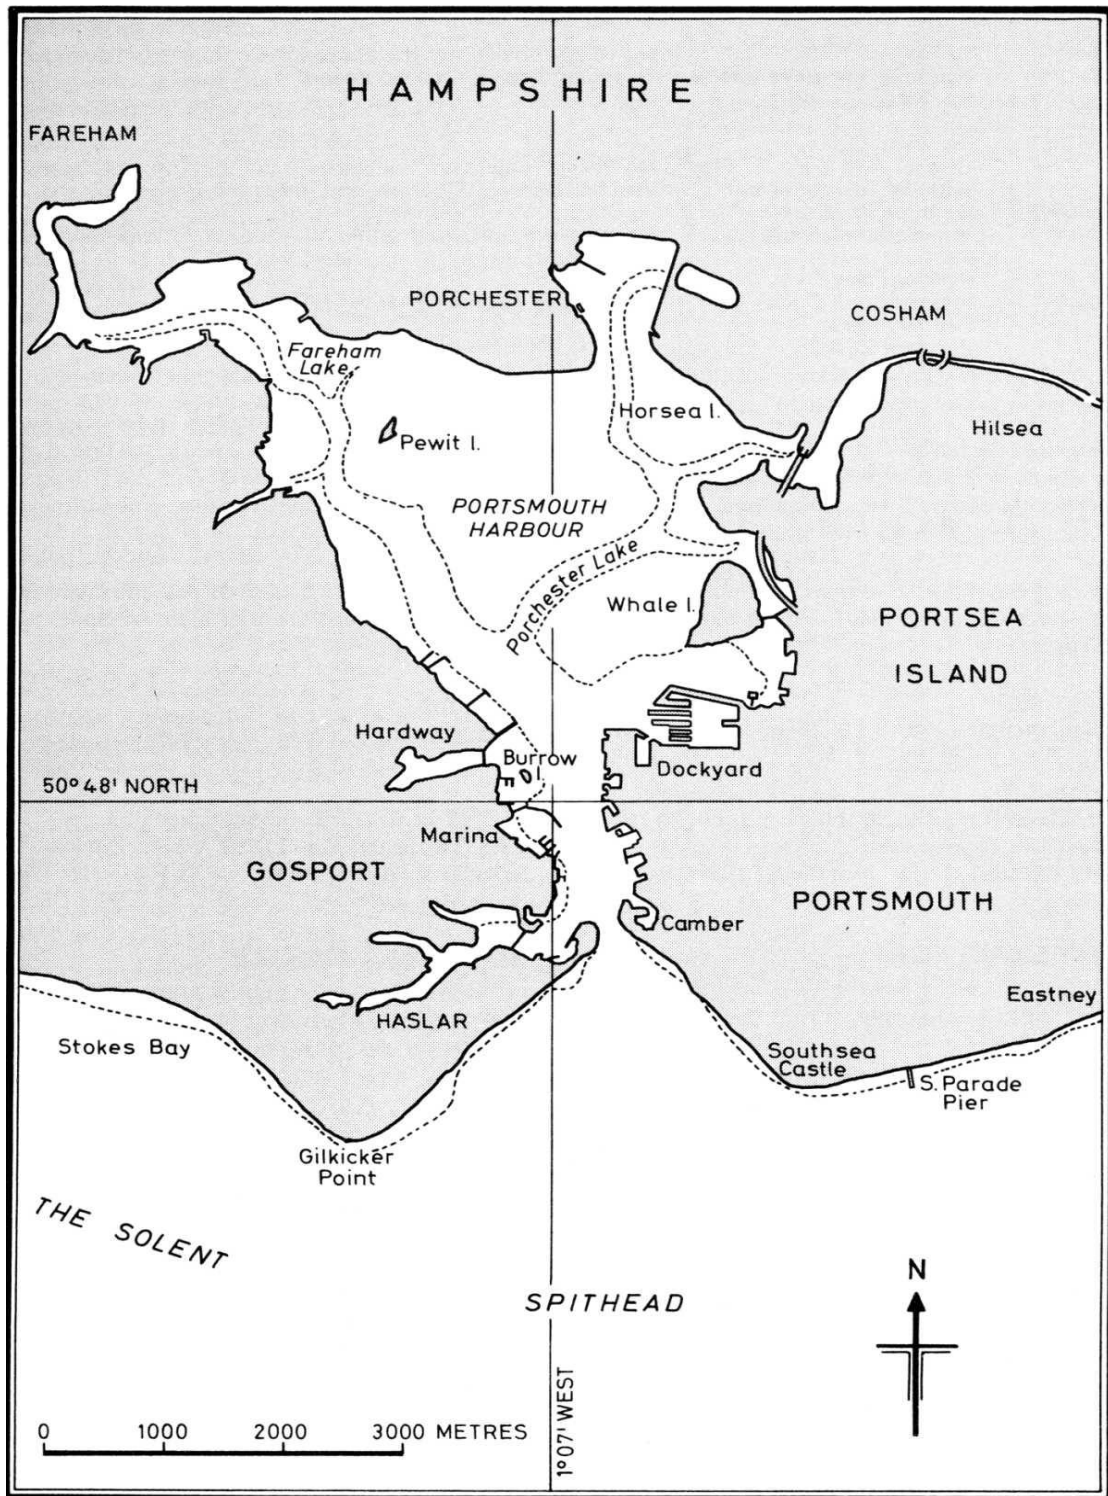 HAMPSHIRE
FAREHAM
PORCHESTER
COSHAM
Fareham
Lake
Horsea I.
Hilsea
Pewit I.
PORTSMOUTH
HARBOUR
Porchester Lake
Whale I.
PORTSEA
ISLAND
Hardway
Burrow
I.
Dockyard
50°48' NORTH
Marina
GOSPORT
PORTSMOUTH
Camber
Eastney
HASLAR
Stokes Bay
Southsea
Castle
S. Parade
Pier
Gilkicker
Point
THE SOLENT
N
SPITHEAD
1°07' WEST
0 1000 2000 3000 METRES